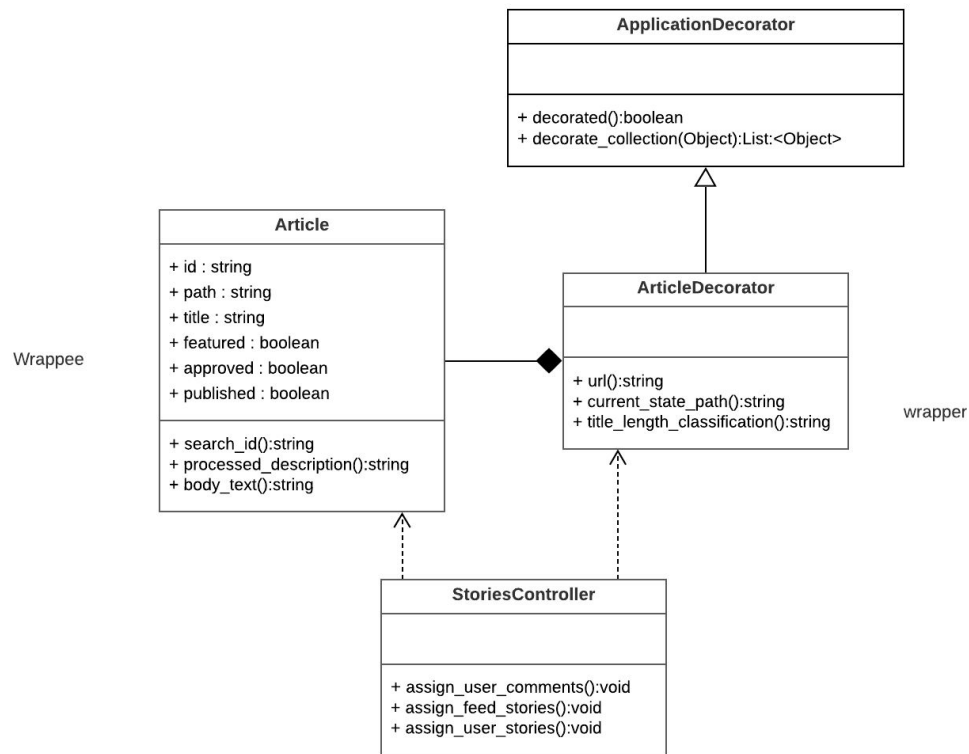 ApplicationDecorator
+ decorated():boolean
+ decorate_collection(Object):List:<Object>
Article
+ id : string
+ path : string
+ title : string
+ featured : boolean
+ approved : boolean
+ published : boolean
+ search_id():string
+ processed_description():string
+ body_text():string
Wrappee
ArticleDecorator
+ url():string
+ current_state_path():string
+ title_length_classification():string
wrapper
StoriesController
+ assign_user_comments():void
+ assign_feed_stories():void
+ assign_user_stories():void